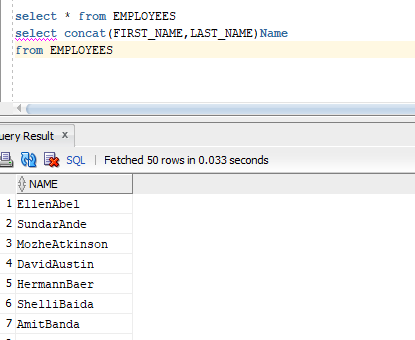 select * from EMPLOYEES
select concat(FIRST_NAME,LAST_NAME)Name
from EMPLOYEES
uery Result x
SQL | Fetched 50 rows in 0.033 seconds
NAME
1 EllenAbel
2 SundarAnde
3 MozheAtkinson
4 DavidAustin
5 HermannBaer
6 ShelliBaida
7 AmitBanda